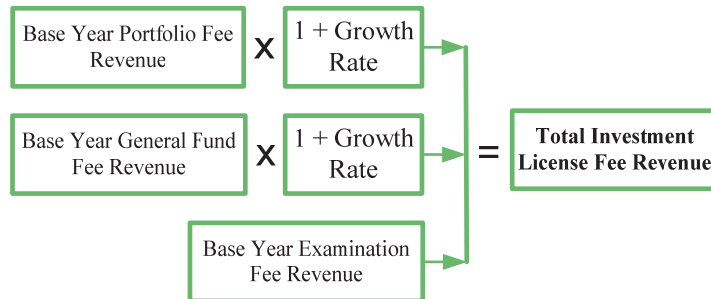 Base Year Portfolio Fee
Revenue
x
1 + Growth
Rate
Base Year General Fund
Fee Revenue
x
1 + Growth
Rate
=
Total Investment
License Fee Revenue
Base Year Examination
Fee Revenue